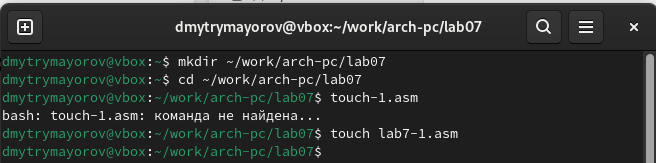 dmytrymayorov@vbox:~/work/arch-pc/lab07
dmytrymayorov@vbox:~$ mkdir ~/work/arch-pc/lab07
dmytrymayorov@vbox:~$ cd ~/work/arch-pc/lab07
dmytrymayorov@vbox:~/work/arch-pc/lab07$ touch-1.asm
bash: touch-1.asm: команда не найдена...
dmytrymayorov@vbox:~/work/arch-pc/lab07$ touch lab7-1.asm
dmytrymayorov@vbox:~/work/arch-pc/lab07$